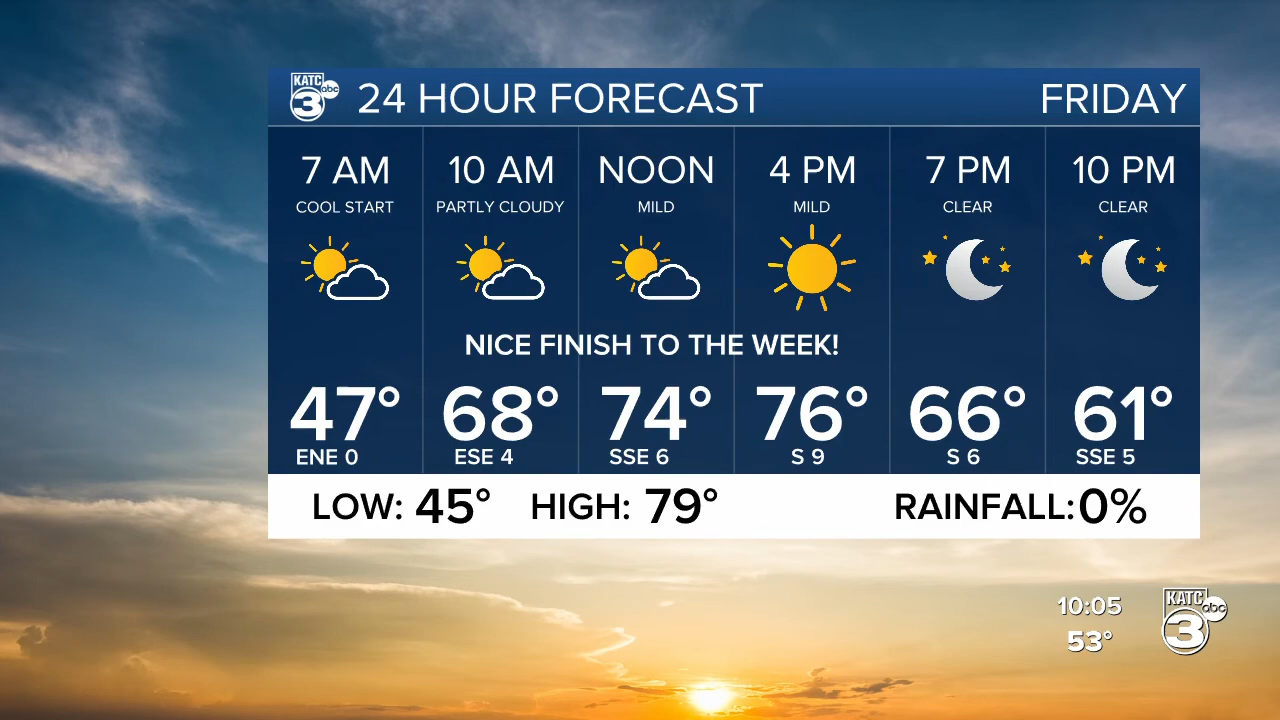 KATC abc 3
24 HOUR FORECAST
FRIDAY
7 AM
10 AM
NOON
4 PM
7 PM
10 PM
COOL START
PARTLY CLOUDY
MILD
MILD
CLEAR
CLEAR
NICE FINISH TO THE WEEK!
47°
68°
74°
76°
66°
61°
ENE 0
ESE 4
SSE 6
S 9
S 6
SSE 5
LOW: 45°
HIGH: 79°
RAINFALL: 0%
10:05
53°
KATC abc 3